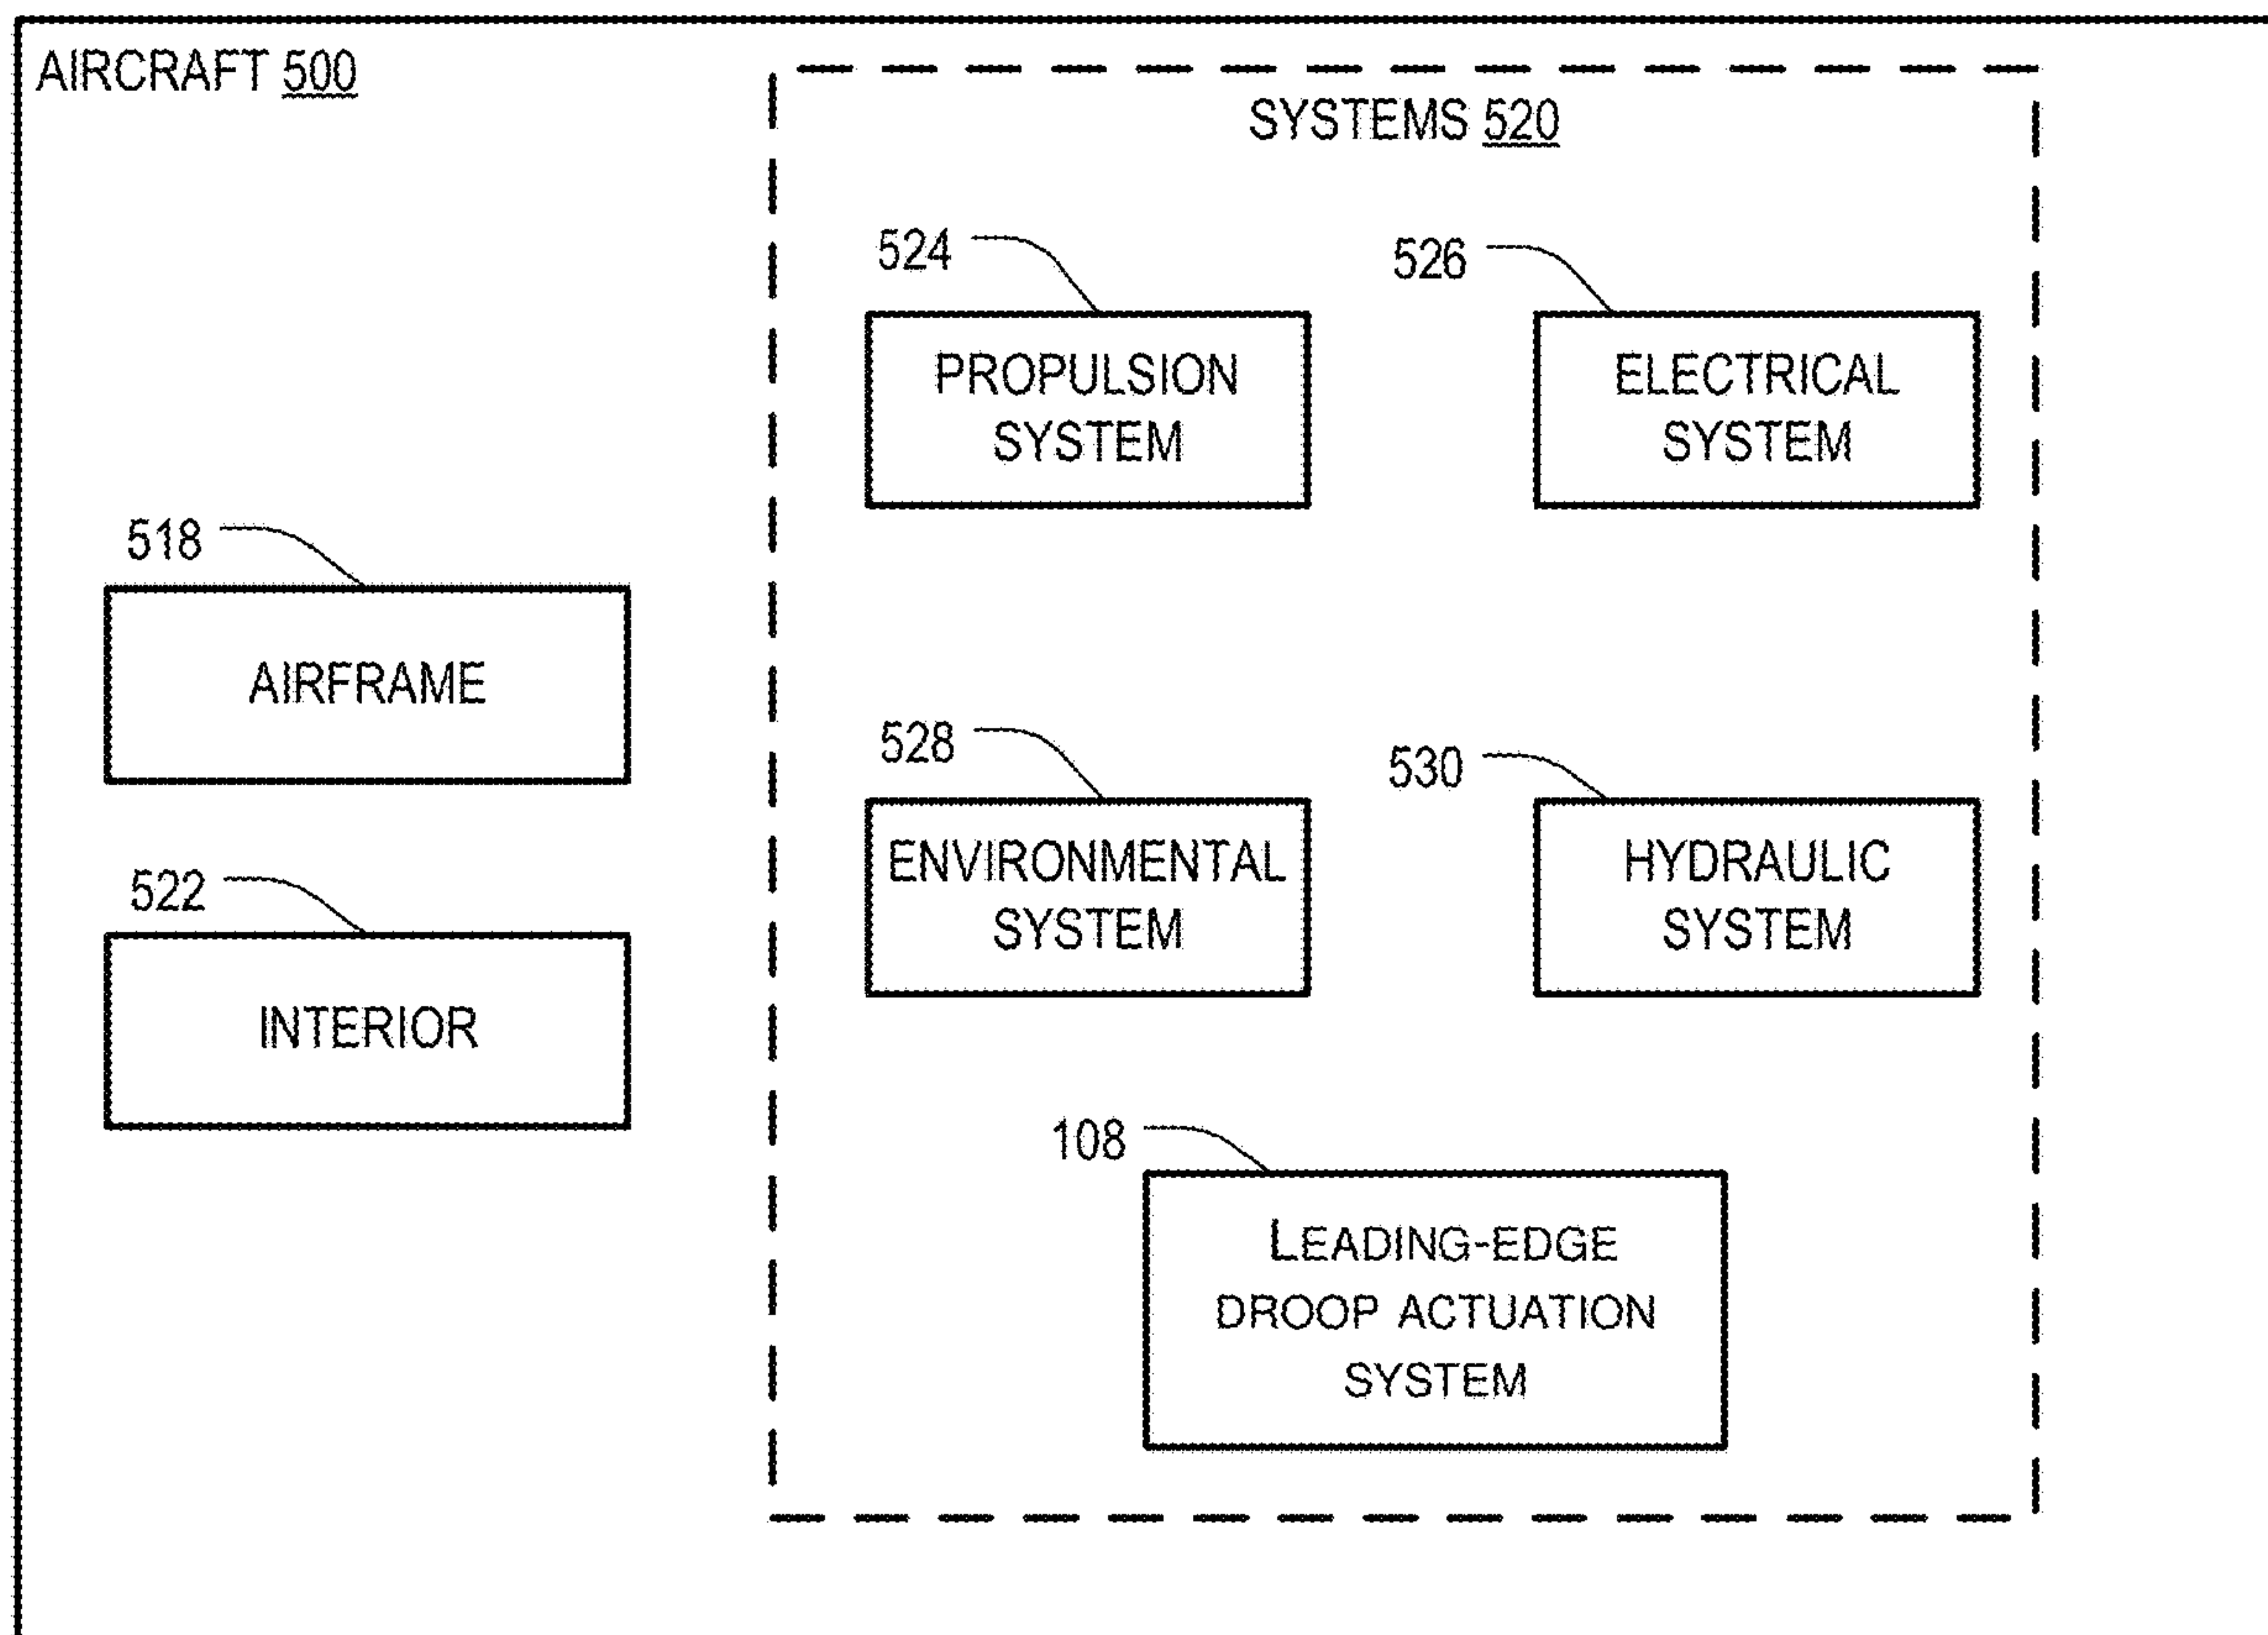 AIRCRAFT 500
SYSTEMS 520
524
PROPULSION
SYSTEM
526
ELECTRICAL
SYSTEM
518
AIRFRAME
528
ENVIRONMENTAL
SYSTEM
530
HYDRAULIC
SYSTEM
522
INTERIOR
108
LEADING-EDGE
DROOP ACTUATION
SYSTEM